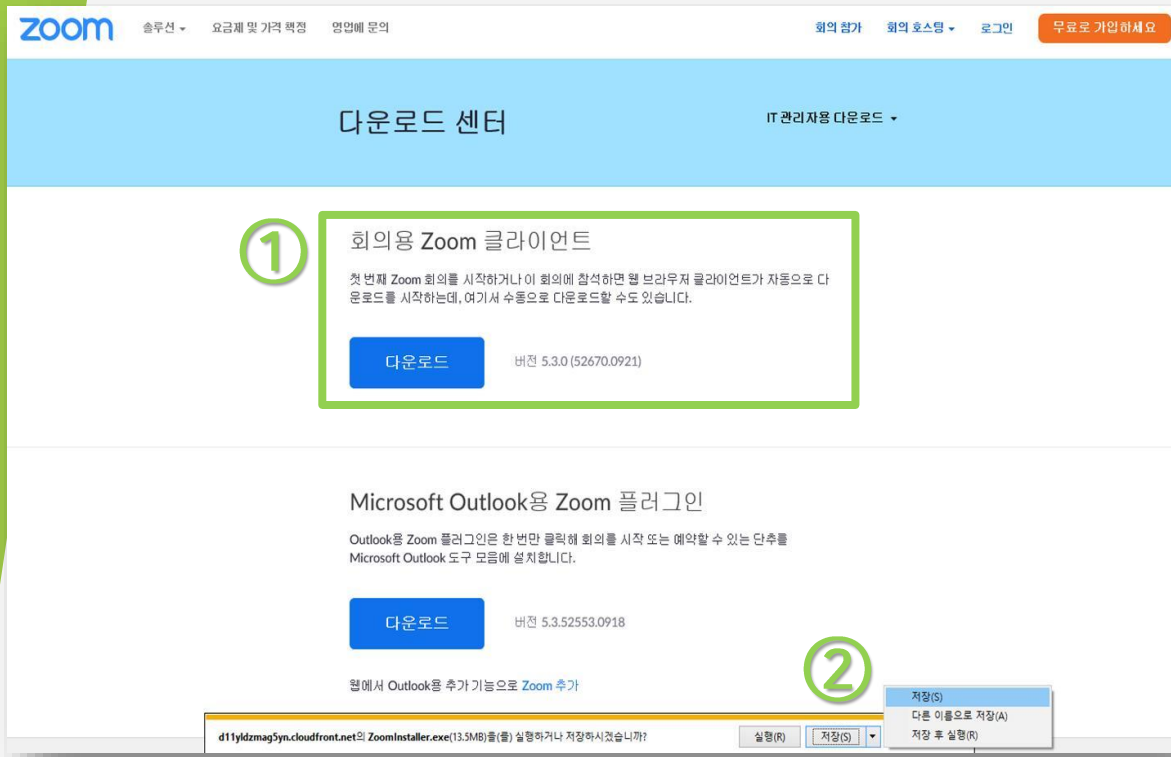 zoom 솔루션 요금제 및 가격 책정 영업에 문의 회의 참가 회의 호스팅 로그인 무료로 가입하세요
다운로드 센터 IT 관리자용 다운로드
①
회의용 Zoom 클라이언트
첫 번째 Zoom 회의를 시작하거나 이 회의에 참석하면 웹 브라우저 클라이언트가 자동으로 다
운로드를 시작하는데, 여기서 수동으로 다운로드할 수도 있습니다.
다운로드 버전 5.3.0 (52670.0921)
Microsoft Outlook용 Zoom 플러그인
Outlook용 Zoom 플러그인은 한 번만 클릭해 회의를 시작 또는 예약할 수 있는 단추를
Microsoft Outlook 도구 모음에 설치합니다.
다운로드 버전 5.3.52553.0918
웹에서 Outlook용 추가 기능으로 Zoom 추가
②
저장(S)
다른 이름으로 저장(A)
저장 후 실행(R)
d11yldzmag5yn.cloudfront.net의 ZoomInstaller.exe(13.5MB)을(를) 실행하거나 저장하시겠습니까? 실행(R) 저장(S)